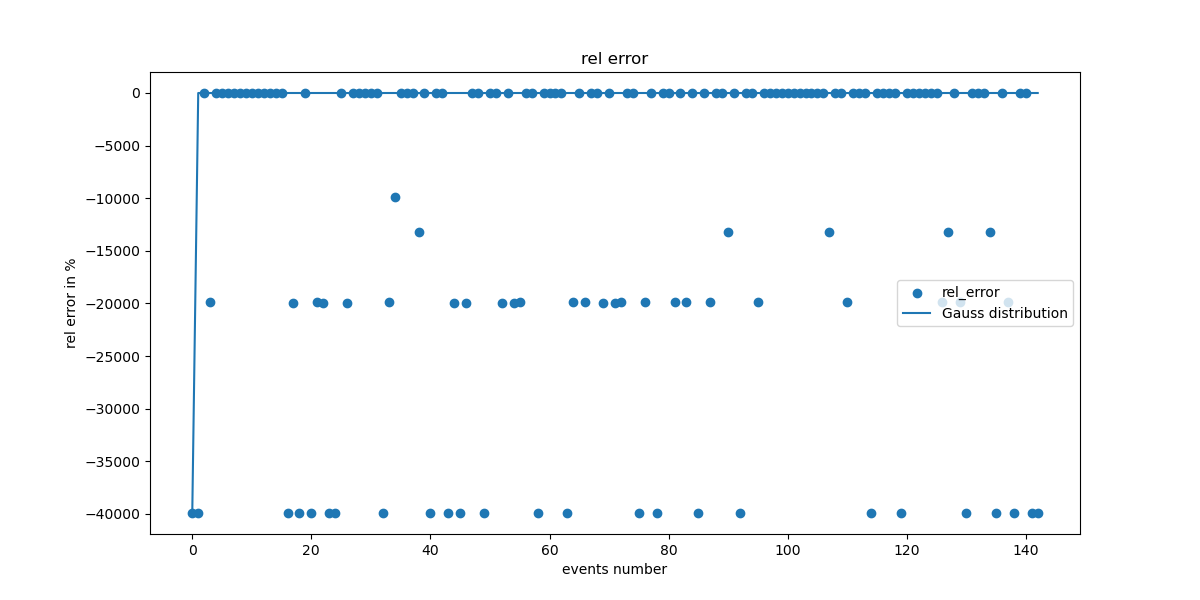 rel error
0
−5000
−10000
−15000
−20000
−25000
−30000
−35000
−40000
rel error in %
rel_error
Gauss distribution
0 20 40 60 80 100 120 140
events number